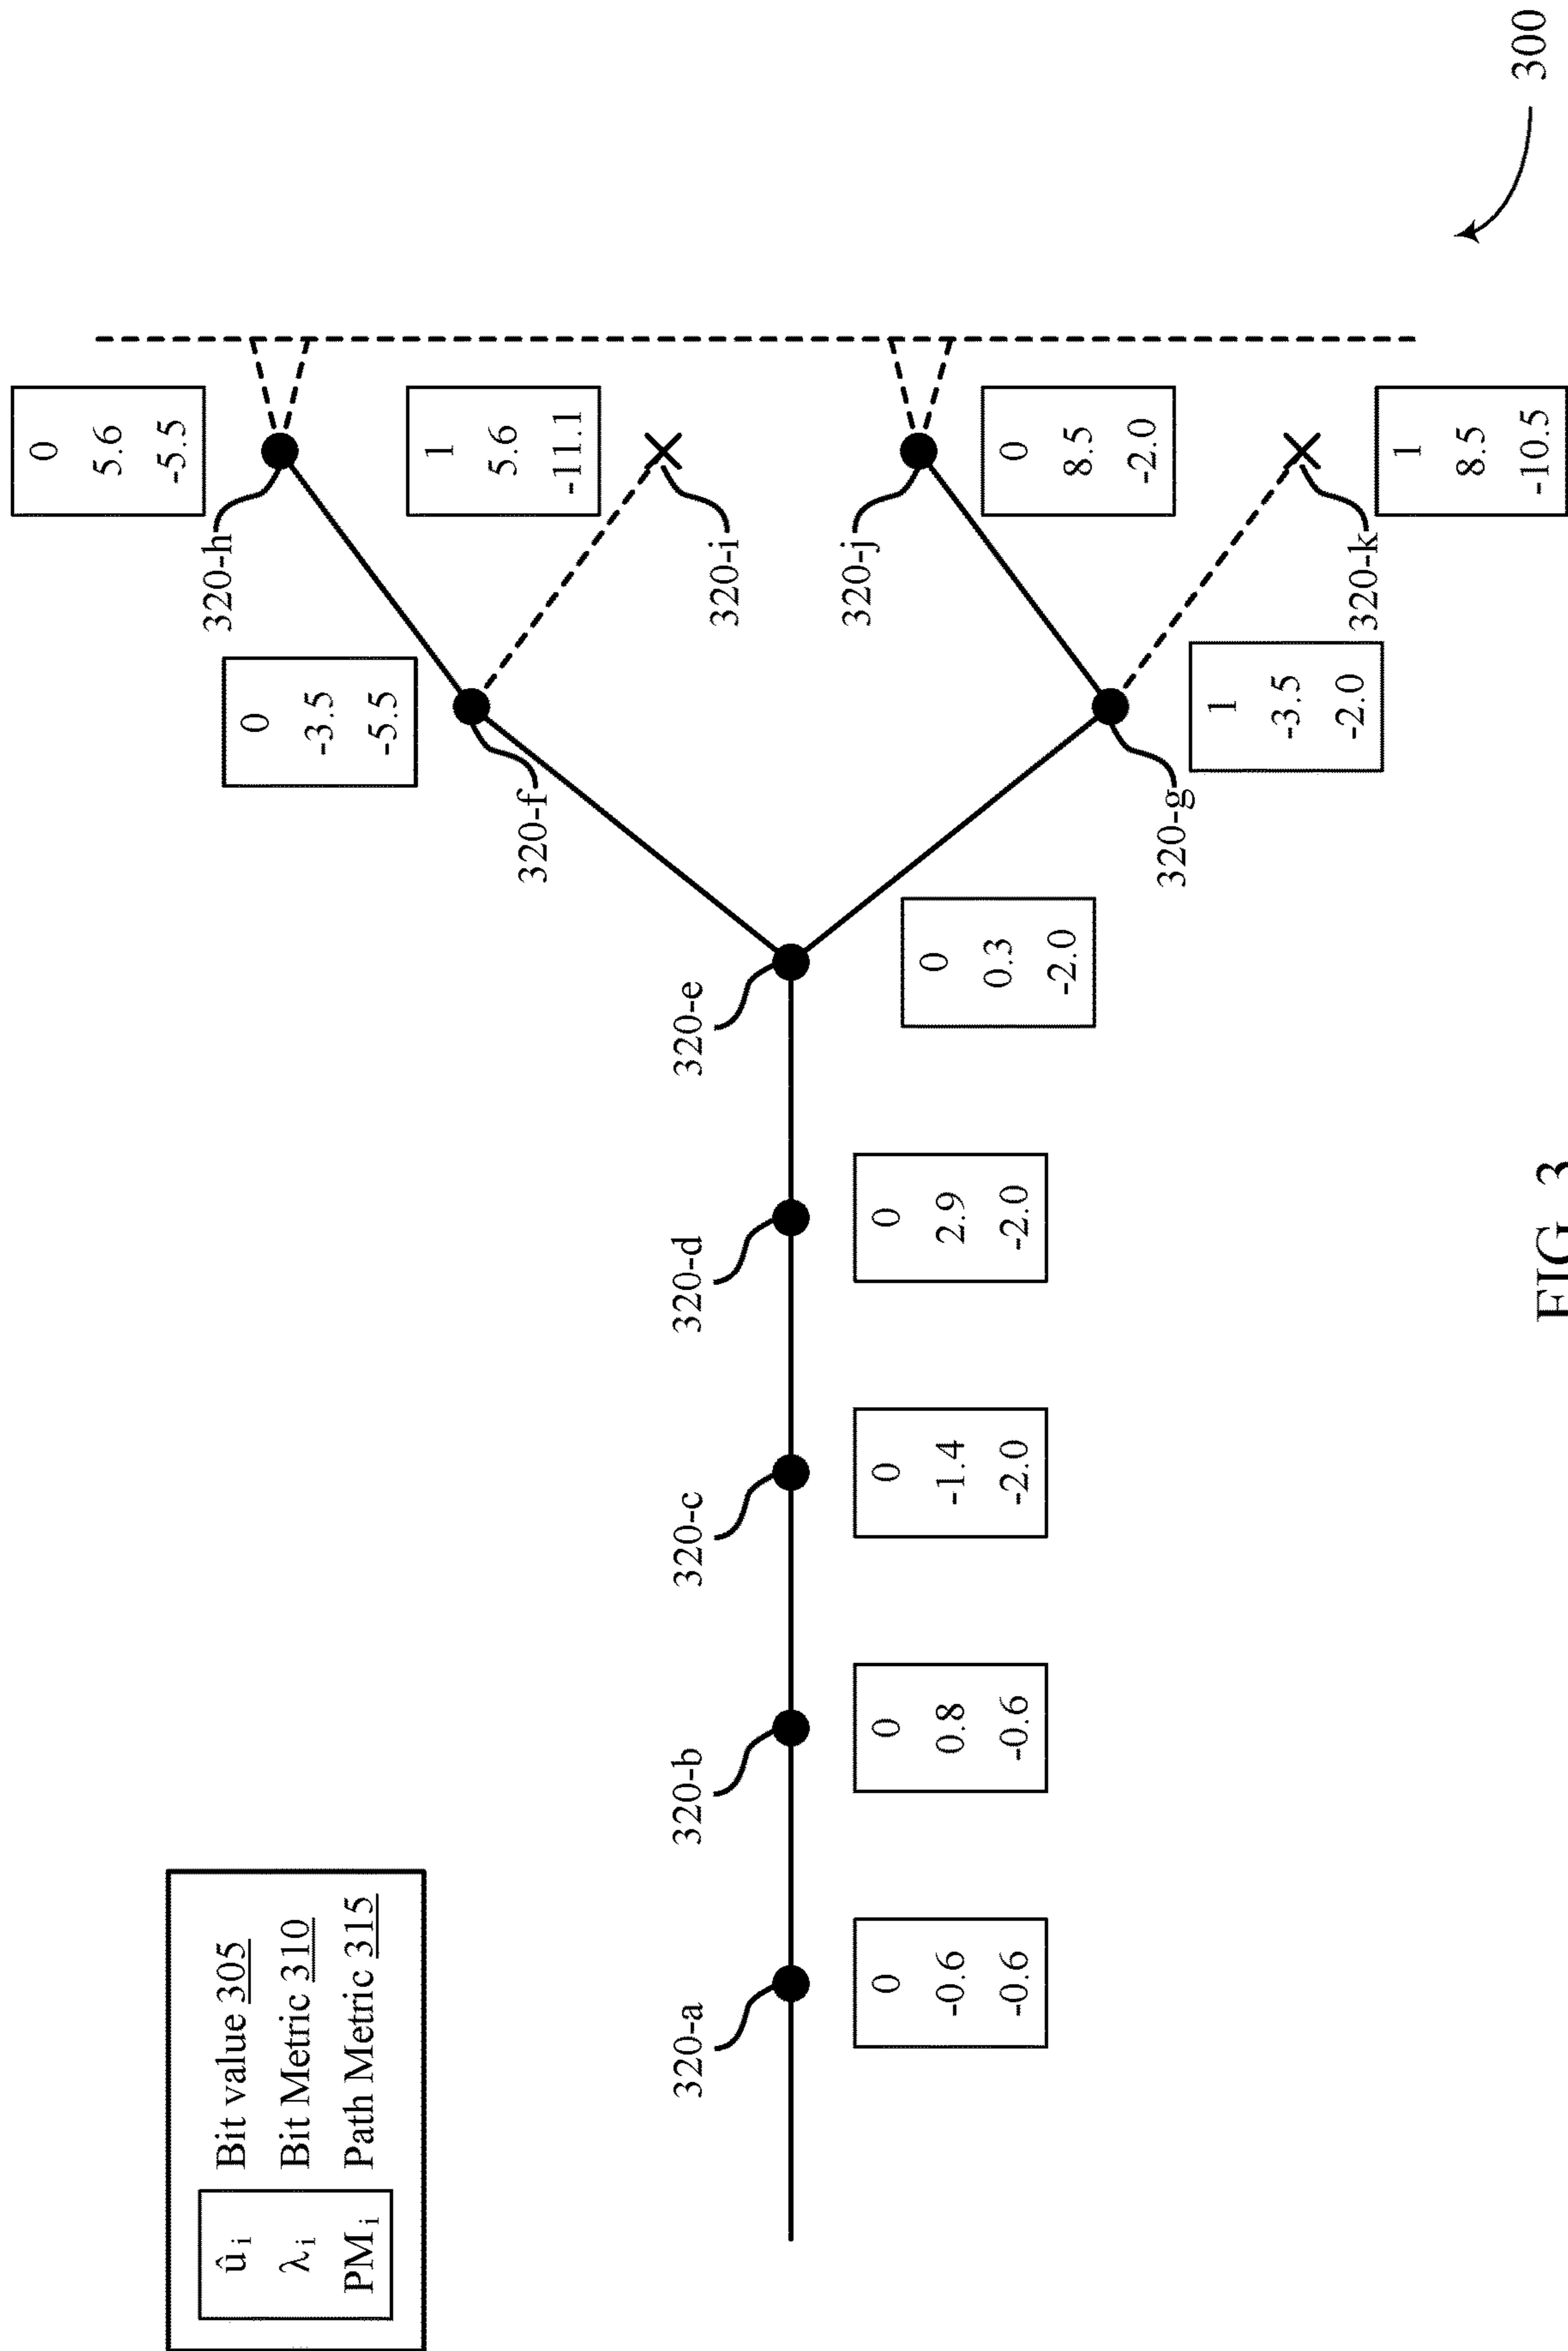 û i Bit value 305
λ i Bit Metric 310
PM i Path Metric 315
320-a
0
-0.6
-0.6
320-b
0
0.8
-0.6
320-c
0
-1.4
-2.0
320-d
0
2.9
-2.0
320-e
0
0.3
-2.0
320-f
0
-3.5
-5.5
320-g
1
-3.5
-2.0
320-h
0
5.6
-5.5
320-i
1
5.6
-11.1
320-j
0
8.5
-2.0
320-k
1
8.5
-10.5
300
FIG. 3